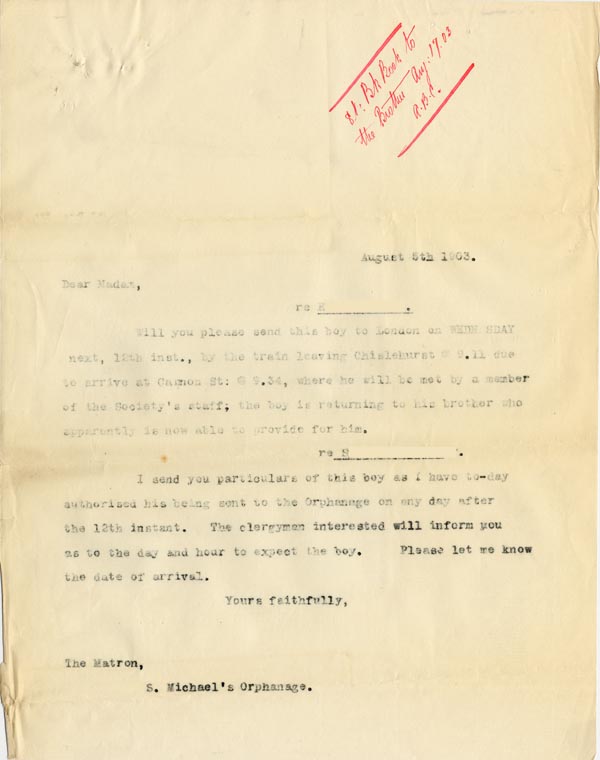 Bk Book to
the Brother Aug: 17.03
R.B.C.
August 5th 1903.
Dear Madam,
re E .
Will you please send this boy to London on WEDN SDAY
next, 12th inst., by the train leaving Chislehurst @ 9.11 due
to arrive at Cannon St: @ 9.34, where he will be met by a member
of the Society's staff; the boy is returning to his brother who
apparently is now able to provide for him.
re S .
I send you particulars of this boy as I have to-day
authorised his being sent to the Orphanage on any day after
the 12th instant. The clergyman interested will inform you
as to the day and hour to expect the boy. Please let me know
the date of arrival.
Yours faithfully,
The Matron,
S. Michael's Orphanage.